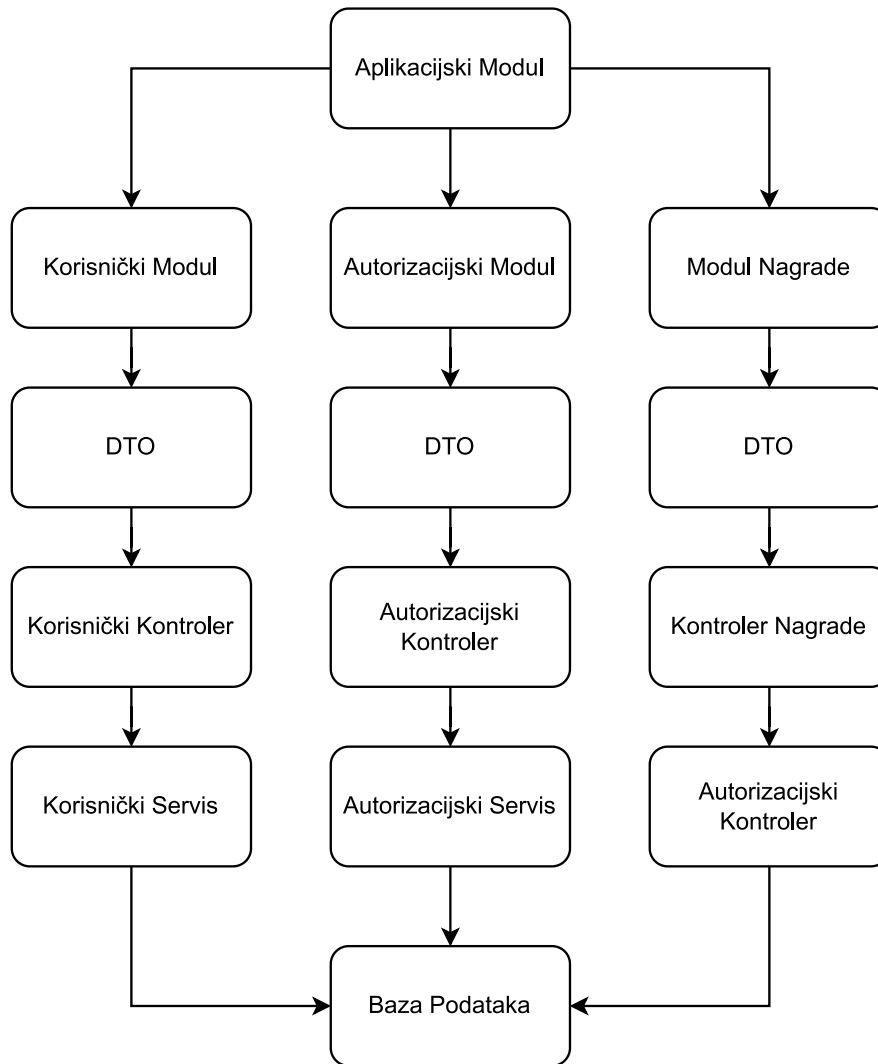 Aplikacijski Modul
Korisnički Modul
Autorizacijski Modul
Modul Nagrade
DTO
DTO
DTO
Korisnički Kontroler
Autorizacijski
Kontroler
Kontroler Nagrade
Korisnički Servis
Autorizacijski Servis
Autorizacijski
Kontroler
Baza Podataka